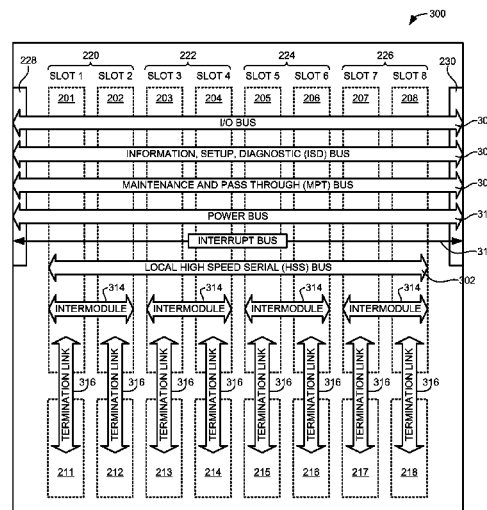 300
228
220
222
224
226
230
SLOT 1 SLOT 2 SLOT 3 SLOT 4 SLOT 5 SLOT 6 SLOT 7 SLOT 8
201 202 203 204 205 206 207 208
I/O BUS
INFORMATION, SETUP, DIAGNOSTIC (ISD) BUS
MAINTENANCE AND PASS THROUGH (MPT) BUS
POWER BUS
INTERRUPT BUS
LOCAL HIGH SPEED SERIAL (HSS) BUS
302
314 314 314 314
INTERMODULE INTERMODULE INTERMODULE INTERMODULE
TERMINATION LINK TERMINATION LINK TERMINATION LINK TERMINATION LINK TERMINATION LINK TERMINATION LINK TERMINATION LINK TERMINATION LINK
316 316 316 316 316 316 316 316
211 212 213 214 215 216 217 218